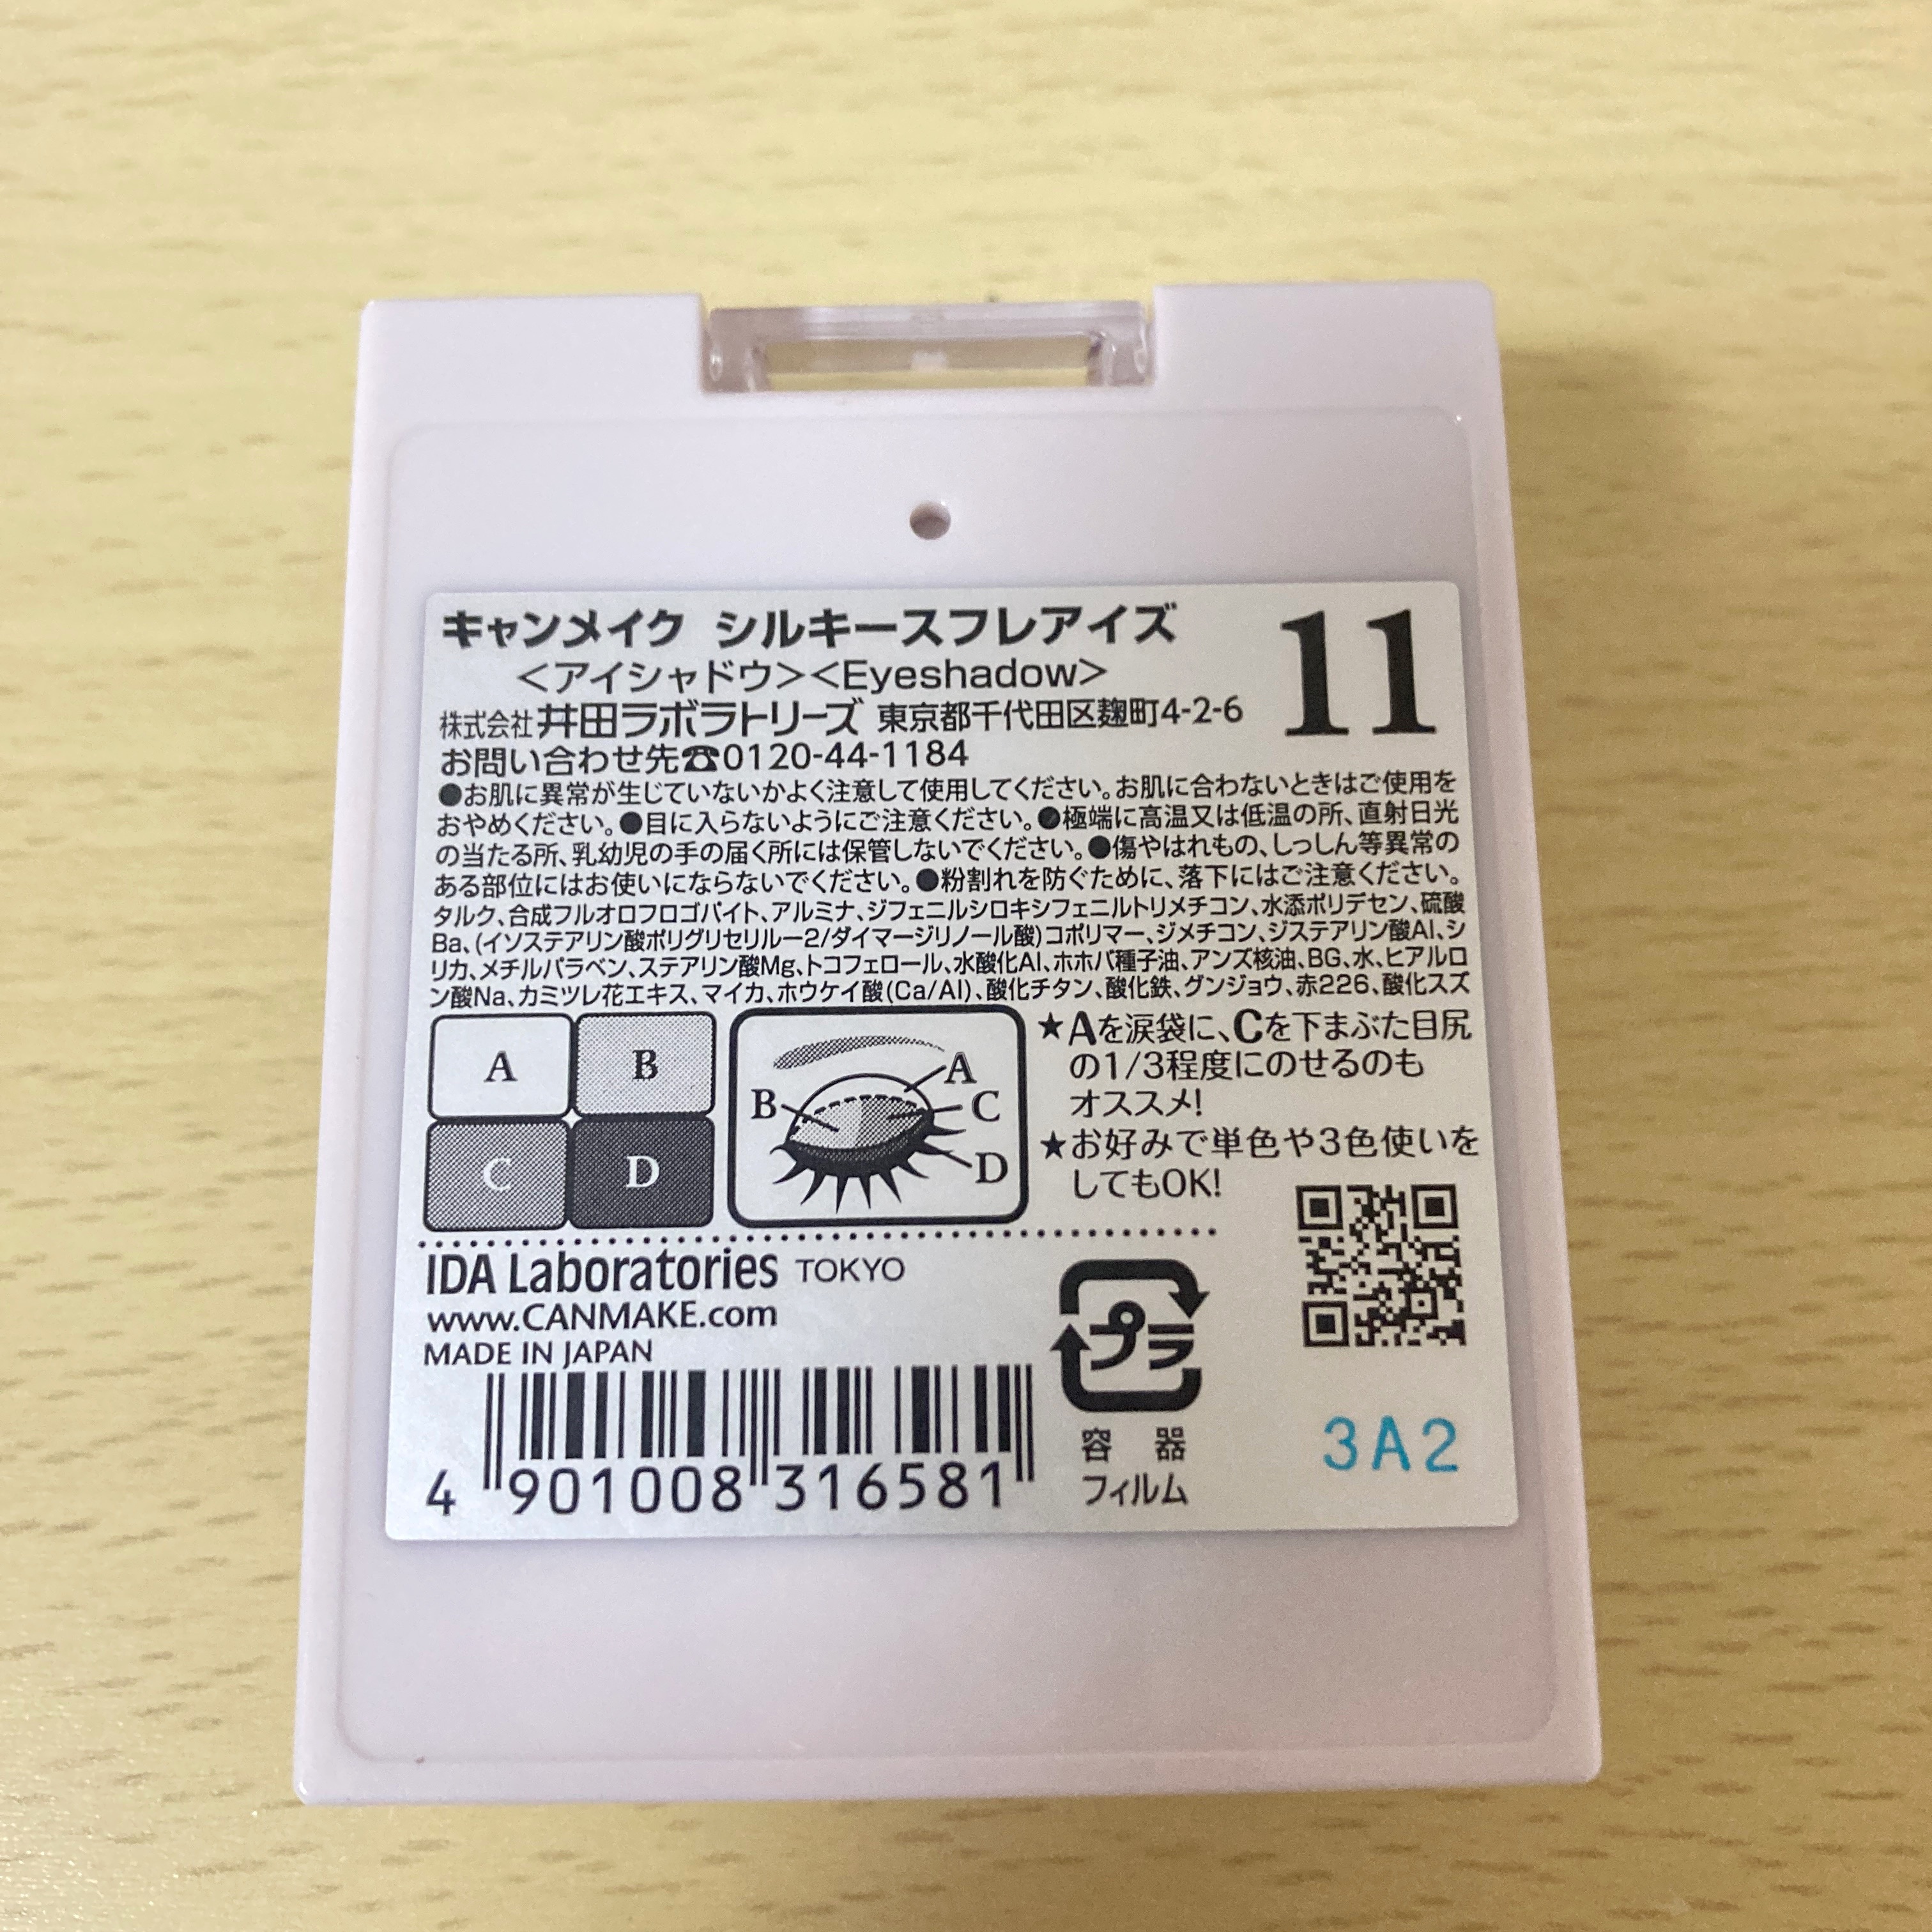 キャンメイク シルキースフレアイズ 11
＜アイシャドウ＞＜Eyeshadow＞
株式会社井田ラボラトリーズ 東京都千代田区麹町4-2-6
お問い合わせ先☎0120-44-1184
●お肌に異常が生じていないかよく注意して使用してください。お肌に合わないときはご使用を
おやめください。●目に入らないようにご注意ください。●極端に高温又は低温の所、直射日光
の当たる所、乳幼児の手の届く所には保管しないでください。●傷やはれもの、しっしん等異常の
ある部位にはお使いにならないでください。●粉割れを防ぐために、落下にはご注意ください。
タルク、合成フルオロフロゴパイト、アルミナ、ジフェニルシロキシフェニルトリメチコン、水添ポリデセン、硫酸
Ba、(イソステアリン酸ポリグリセリル－2/ダイマージリノール酸)コポリマー、ジメチコン、ジステアリン酸Al、シ
リカ、メチルパラベン、ステアリン酸Mg、トコフェロール、水酸化Al、ホホバ種子油、アンズ核油、BG、水、ヒアルロ
ン酸Na、カミツレ花エキス、マイカ、ホウケイ酸(Ca/Al)、酸化チタン、酸化鉄、グンジョウ、赤226、酸化スズ
A B
C D
A
B
C
D
★Aを涙袋に、Cを下まぶた目尻
の1/3程度にのせるのも
オススメ!
★お好みで単色や3色使いを
してもOK!
IDA Laboratories TOKYO
www.CANMAKE.com
MADE IN JAPAN
4 901008 316581
プラ
容 器
フィルム
3A2